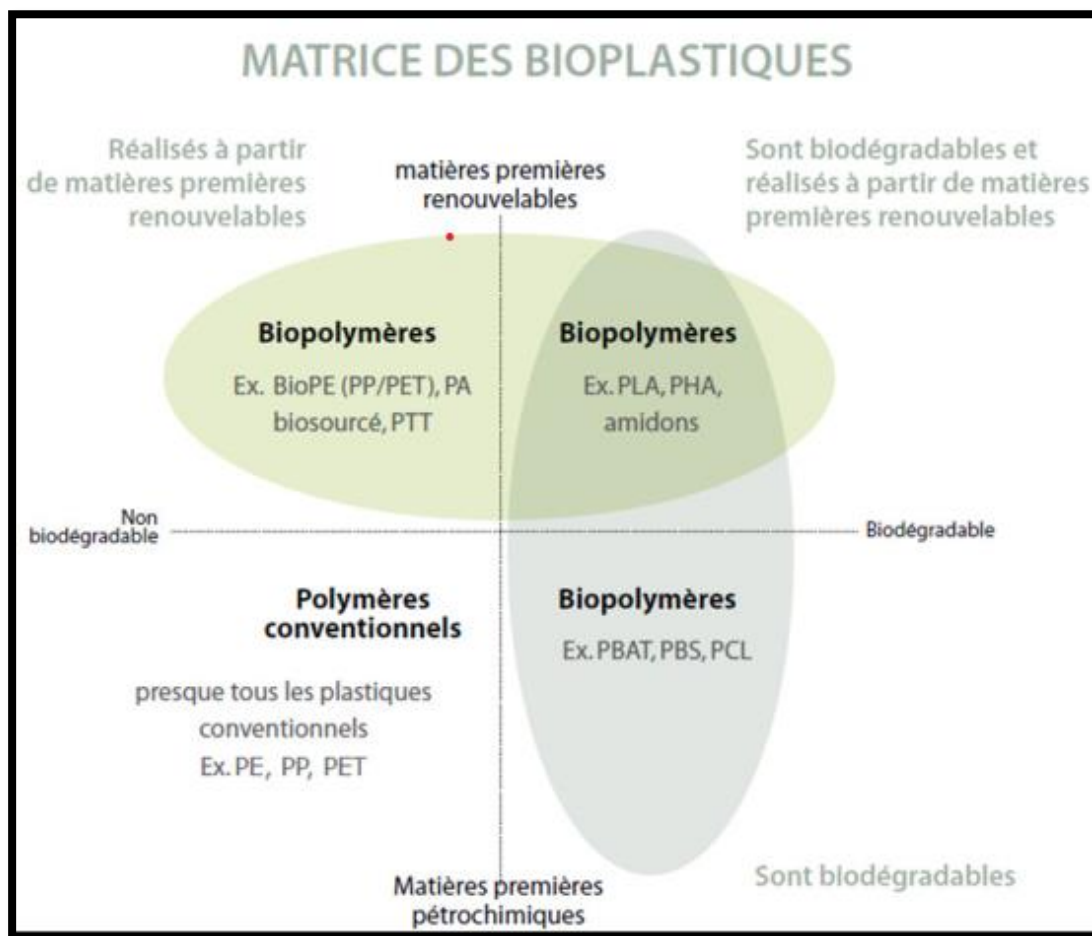 MATRICE DES BIOPLASTIQUES
Réalisés à partir
de matières premières
renouvelables
matières premières
renouvelables
Sont biodégradables et
réalisés à partir de matières
premières renouvelables
Biopolymères
Ex. BioPE (PP/PET), PA
biosourcé, PTT
Biopolymères
Ex. PLA, PHA,
amidons
Non
biodégradable
Biodégradable
Polymères
conventionnels
presque tous les plastiques
conventionnels
Ex. PE, PP, PET
Biopolymères
Ex. PBAT, PBS, PCL
Matières premières
pétrochimiques
Sont biodégradables